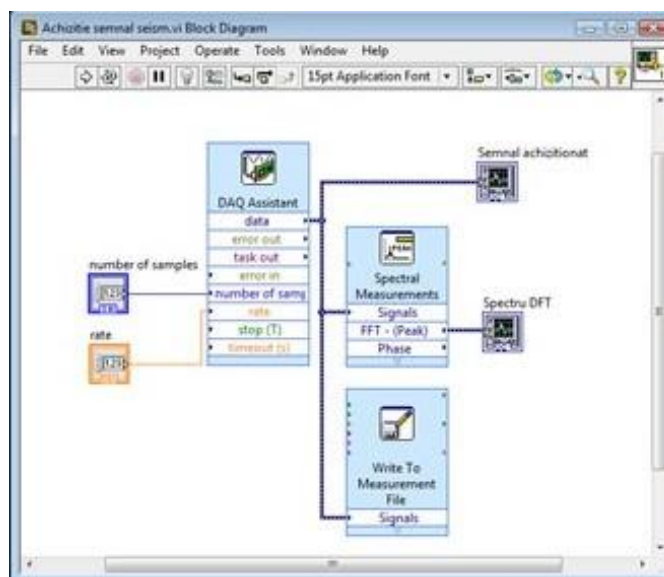 Achizitie semnal seism.vi Block Diagram
File Edit View Project Operate Tools Window Help
15pt Application Font
Semnal achizitionat
DAQ Assistant
data
error out
task out
error in
number of samp
rate
stop (T)
timeout (s)
number of samples
rate
Spectral
Measurements
Signals
FFT - (Peak)
Phase
Spectru DFT
Write To
Measurement
File
Signals